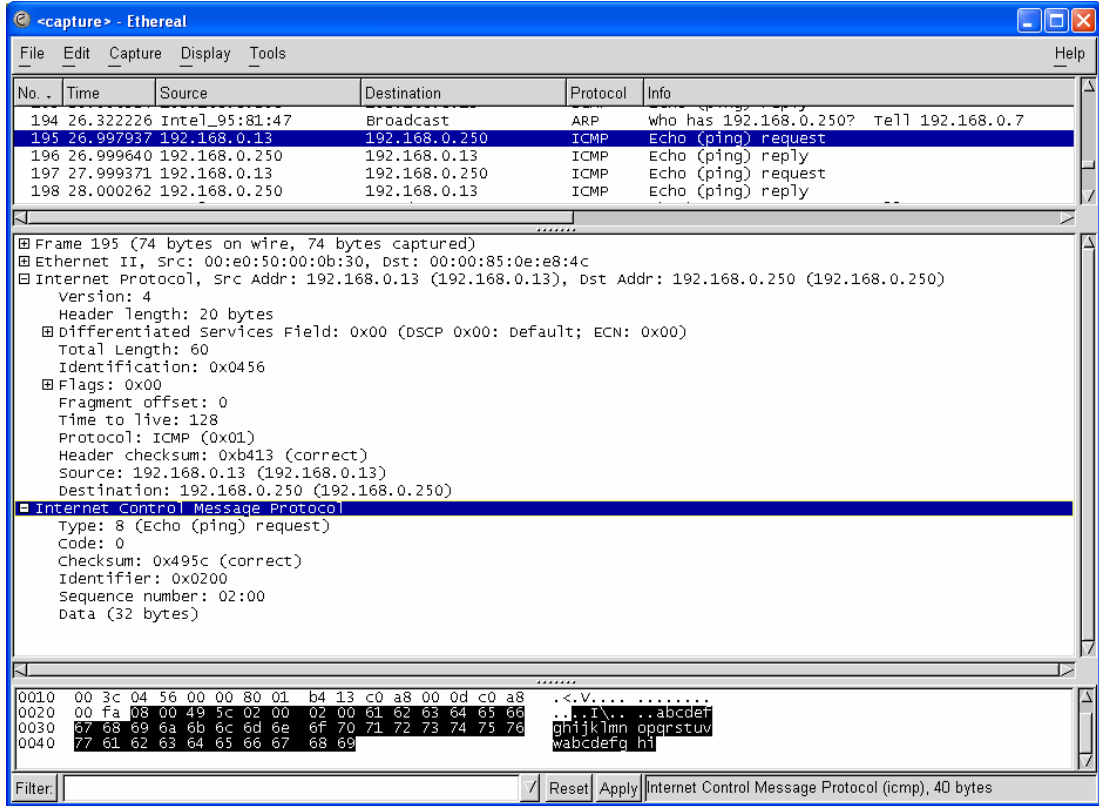 <capture> - Ethereal
File Edit Capture Display Tools Help
No. . Time Source Destination Protocol Info
194 26.322226 Intel_95:81:47 Broadcast ARP who has 192.168.0.250? Tell 192.168.0.7
195 26.997937 192.168.0.13 192.168.0.250 ICMP Echo (ping) request
196 26.999640 192.168.0.250 192.168.0.13 ICMP Echo (ping) reply
197 27.999371 192.168.0.13 192.168.0.250 ICMP Echo (ping) request
198 28.000262 192.168.0.250 192.168.0.13 ICMP Echo (ping) reply
Frame 195 (74 bytes on wire, 74 bytes captured)
Ethernet II, Src: 00:e0:50:00:0b:30, Dst: 00:00:85:0e:e8:4c
Internet Protocol, Src Addr: 192.168.0.13 (192.168.0.13), Dst Addr: 192.168.0.250 (192.168.0.250)
Version: 4
Header length: 20 bytes
Differentiated Services Field: 0x00 (DSCP 0x00: Default; ECN: 0x00)
Total Length: 60
Identification: 0x0456
Flags: 0x00
Fragment offset: 0
Time to live: 128
Protocol: ICMP (0x01)
Header checksum: 0xb413 (correct)
Source: 192.168.0.13 (192.168.0.13)
Destination: 192.168.0.250 (192.168.0.250)
Internet Control Message Protocol
Type: 8 (Echo (ping) request)
Code: 0
Checksum: 0x495c (correct)
Identifier: 0x0200
Sequence number: 02:00
Data (32 bytes)
0010 00 3c 04 56 00 00 80 01 b4 13 c0 a8 00 0d c0 a8 .<.V.... ........
0020 00 fa 08 00 49 5c 02 00 02 00 61 62 63 64 65 66 ....I\.. ..abcdef
0030 67 68 69 6a 6b 6c 6d 6e 6f 70 71 72 73 74 75 76 ghijklmn opqrstuv
0040 77 61 62 63 64 65 66 67 68 69 wabcdefg hi
Filter: Reset Apply Internet Control Message Protocol (icmp), 40 bytes